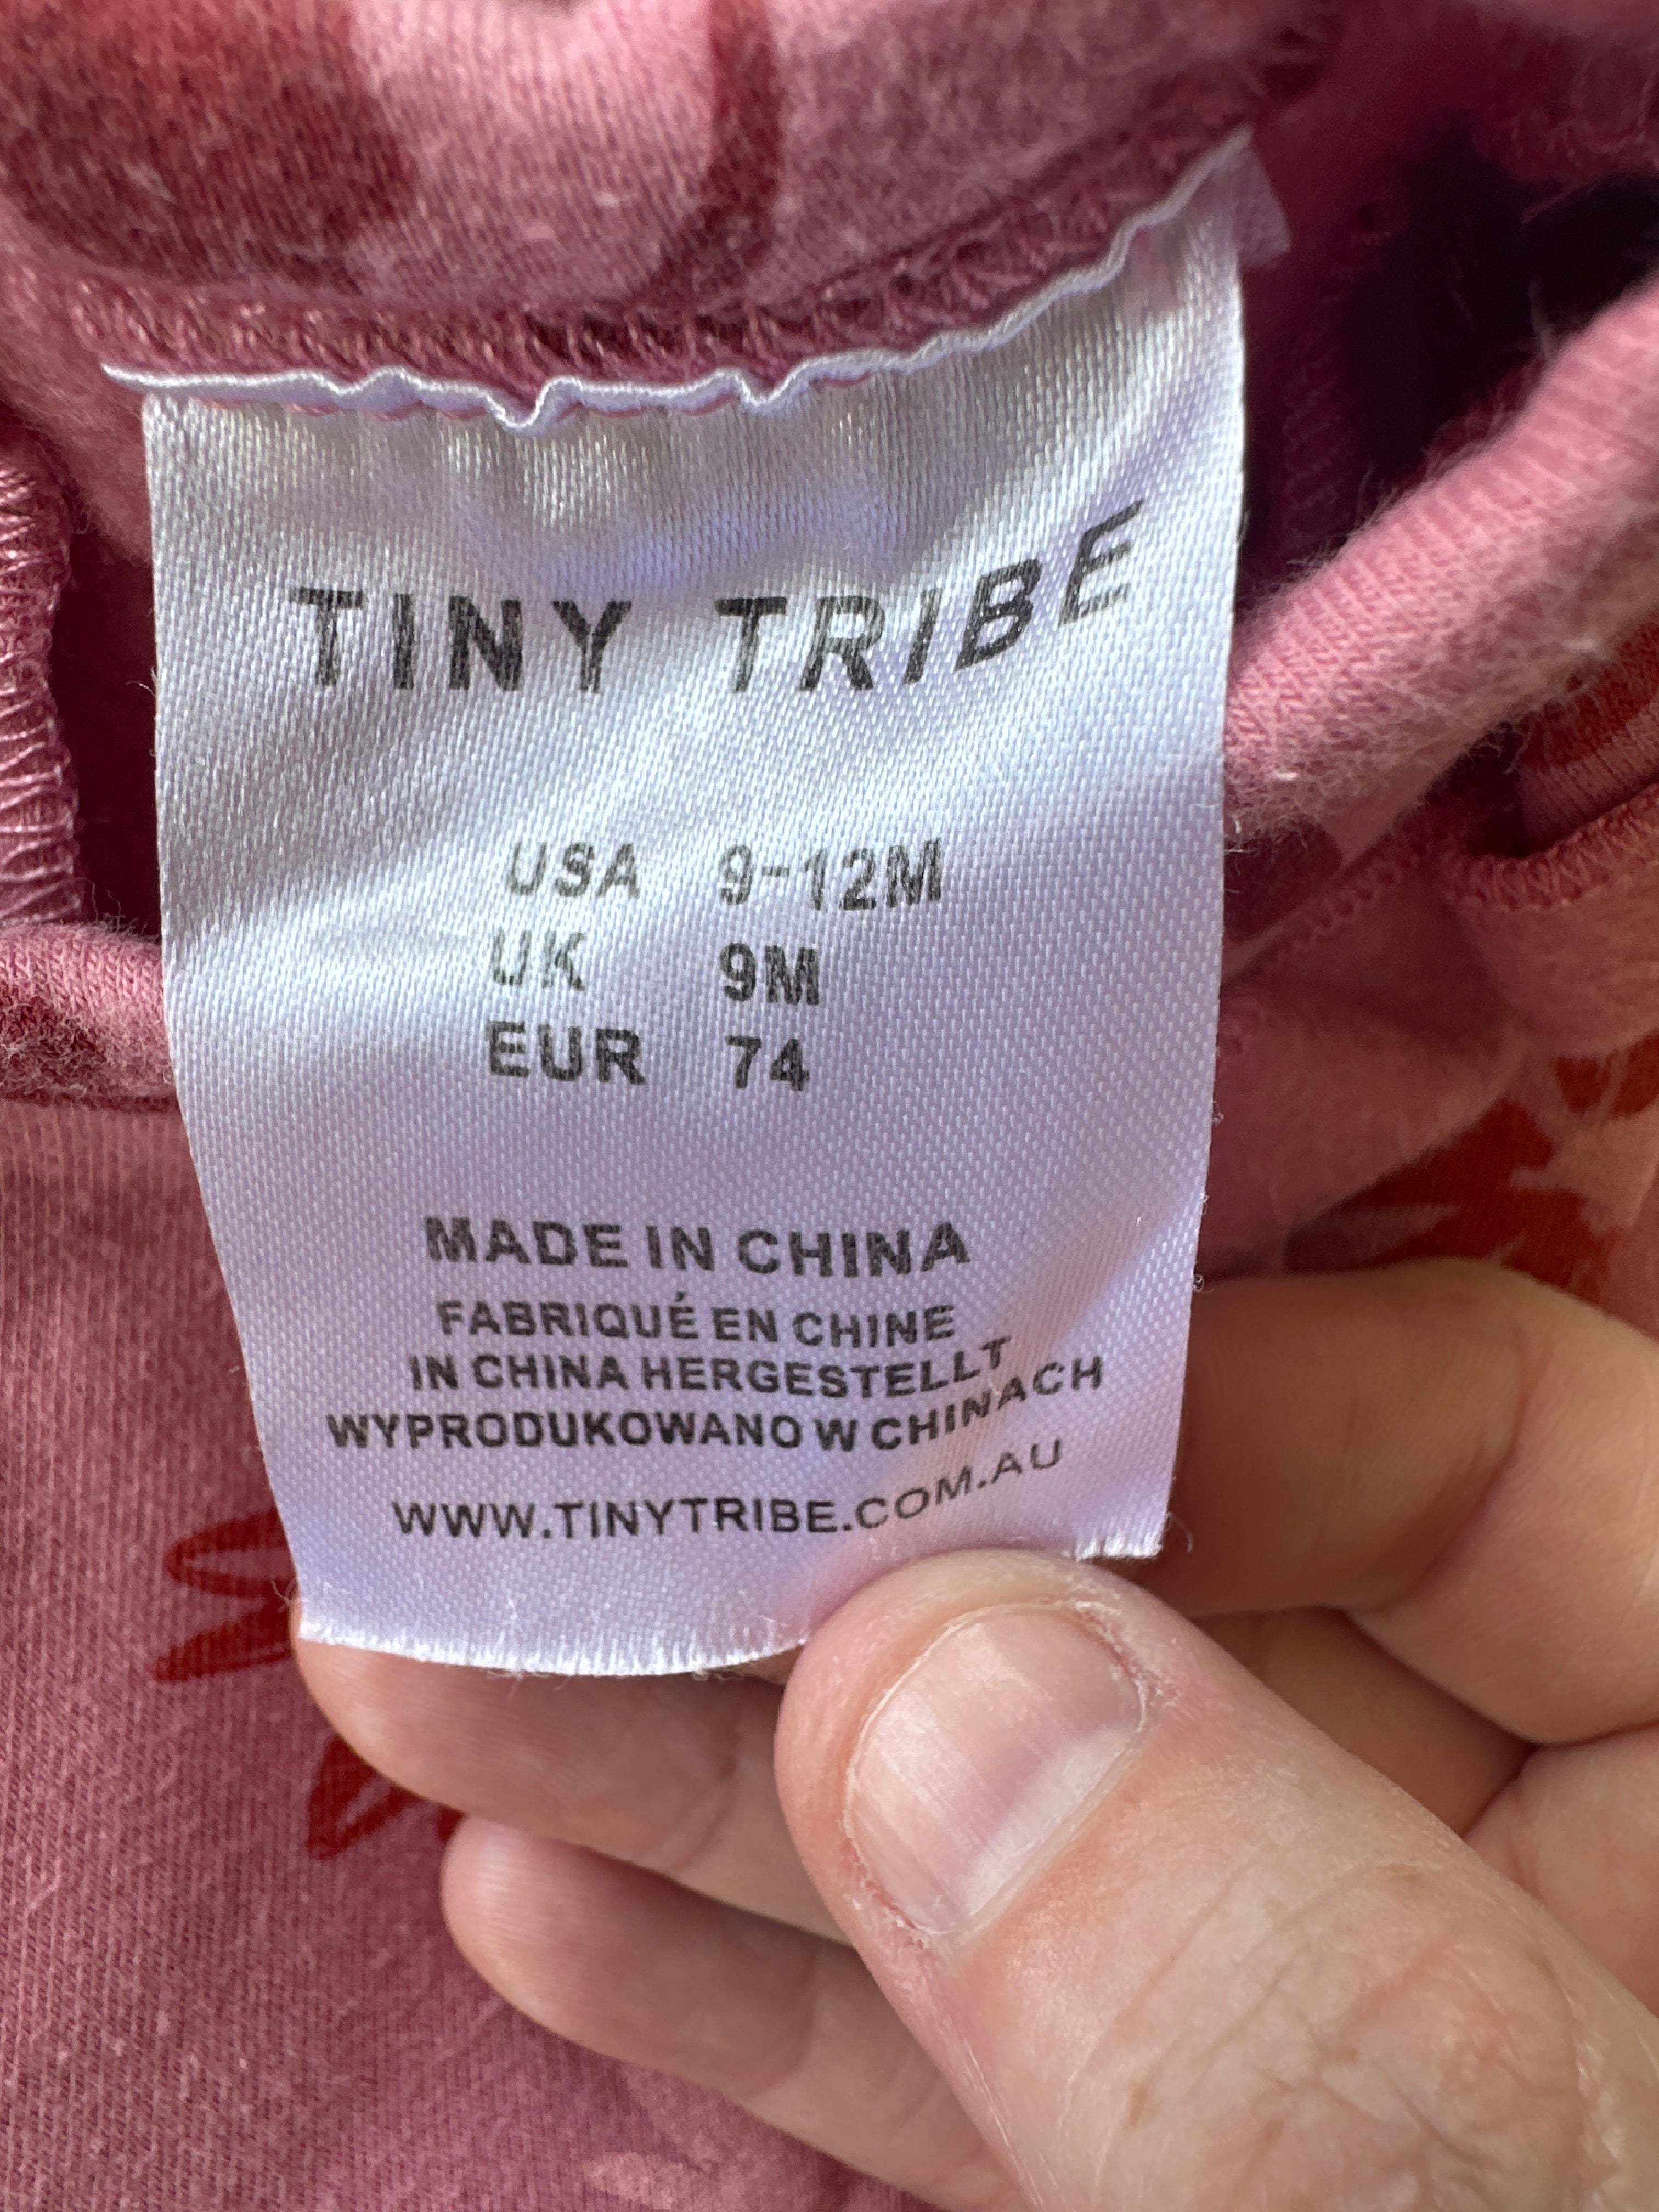 TINY TRIBE
USA 9-12M
UK 9M
EUR 74
MADE IN CHINA
FABRIQUÉ EN CHINE
IN CHINA HERGESTELLT
WYPRODUKOWANO W CHINACH
WWW.TINYTRIBE.COM.AU